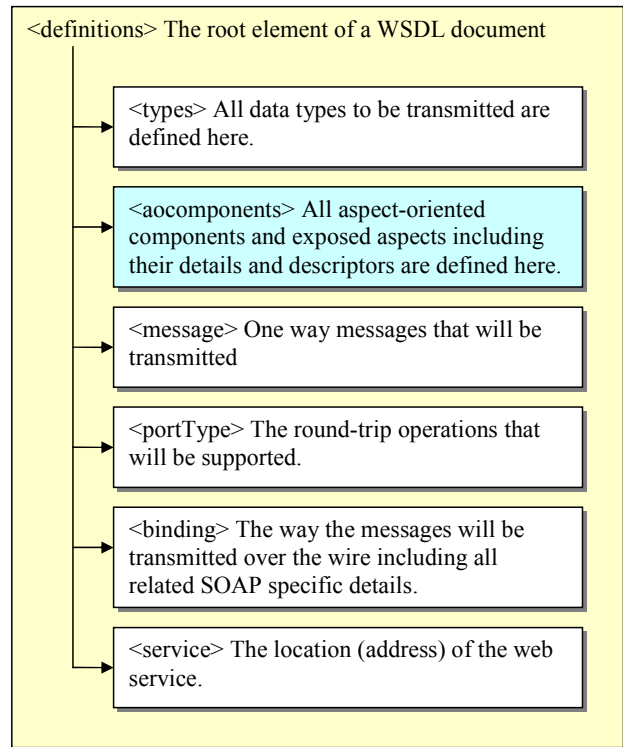 <definitions> The root element of a WSDL document
<types> All data types to be transmitted are
defined here.
<aocomponents> All aspect-oriented
components and exposed aspects including
their details and descriptors are defined here.
<message> One way messages that will be
transmitted
<portType> The round-trip operations that
will be supported.
<binding> The way the messages will be
transmitted over the wire including all
related SOAP specific details.
<service> The location (address) of the web
service.